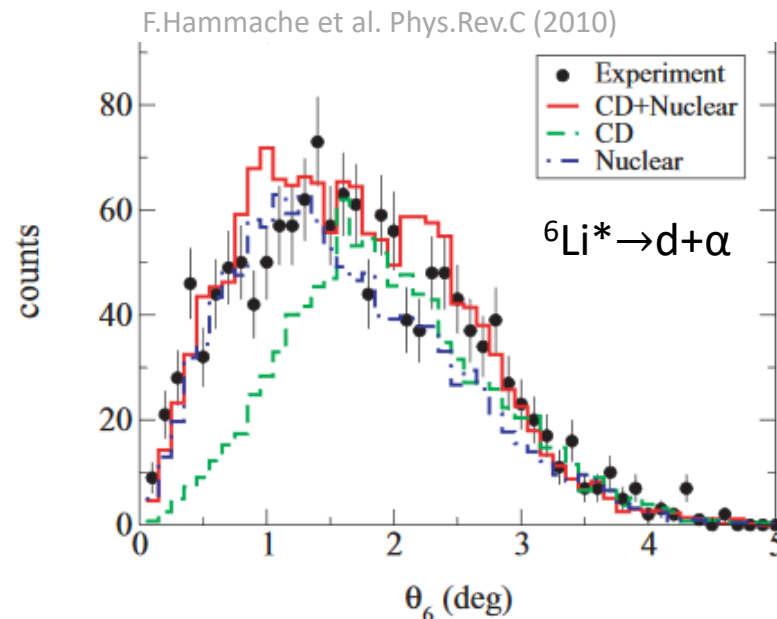 F.Hammache et al. Phys.Rev.C (2010)
80
60
40
20
0
counts
Experiment
CD+Nuclear
CD
Nuclear
⁶Li*→d+α
0 1 2 3 4 5
θ₆ (deg)